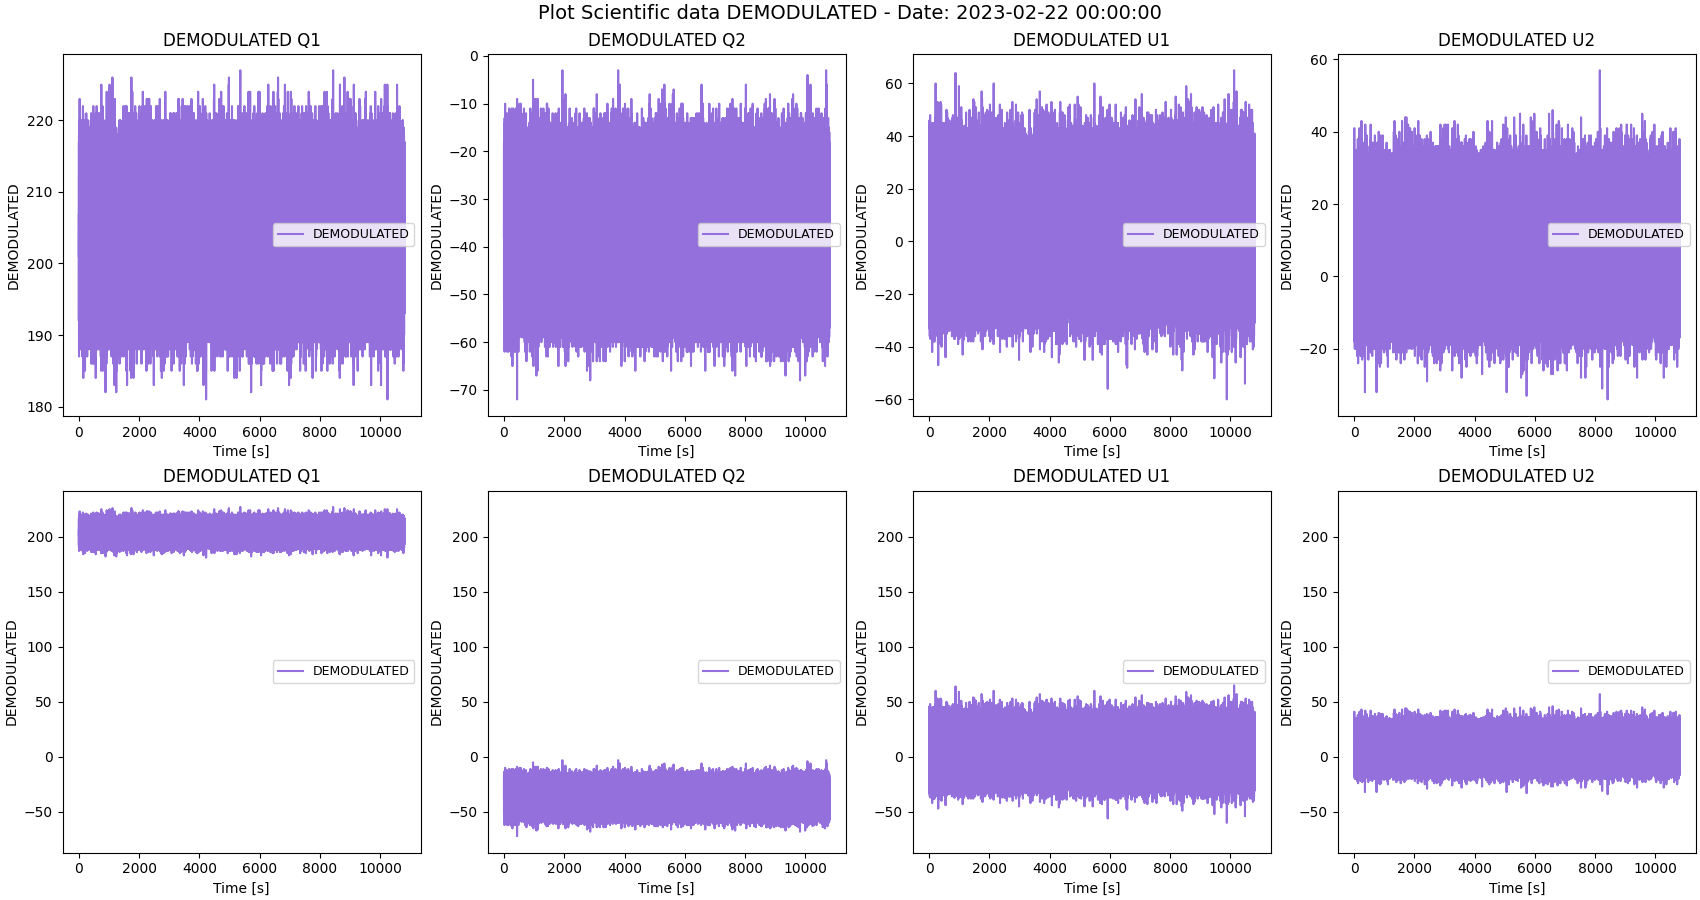 Plot Scientific data DEMODULATED - Date: 2023-02-22 00:00:00
DEMODULATED Q1
DEMODULATED
220
210
200
190
180
DEMODULATED
0 2000 4000 6000 8000 10000
Time [s]
DEMODULATED Q2
DEMODULATED
0
−10
−20
−30
−40
−50
−60
−70
DEMODULATED
0 2000 4000 6000 8000 10000
Time [s]
DEMODULATED U1
DEMODULATED
60
40
20
0
−20
−40
−60
DEMODULATED
0 2000 4000 6000 8000 10000
Time [s]
DEMODULATED U2
DEMODULATED
60
40
20
0
−20
DEMODULATED
0 2000 4000 6000 8000 10000
Time [s]
DEMODULATED Q1
DEMODULATED
200
150
100
50
0
−50
DEMODULATED
0 2000 4000 6000 8000 10000
Time [s]
DEMODULATED Q2
DEMODULATED
200
150
100
50
0
−50
DEMODULATED
0 2000 4000 6000 8000 10000
Time [s]
DEMODULATED U1
DEMODULATED
200
150
100
50
0
−50
DEMODULATED
0 2000 4000 6000 8000 10000
Time [s]
DEMODULATED U2
DEMODULATED
200
150
100
50
0
−50
DEMODULATED
0 2000 4000 6000 8000 10000
Time [s]